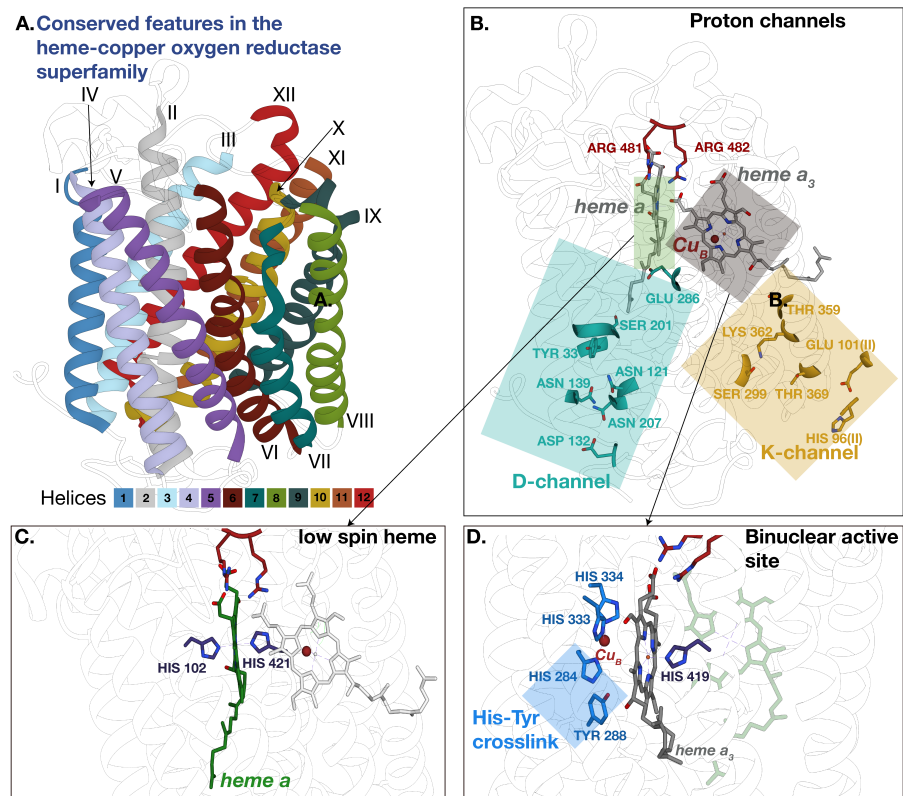 A. Conserved features in the
heme-copper oxygen reductase
superfamily
IV
II
XII
III
X
XI
I
V
IX
A.
VIII
VI
VII
Helices 1 2 3 4 5 6 7 8 9 10 11 12
B.
Proton channels
ARG 481
ARG 482
heme a3
heme a
CuB
GLU 286
B.
THR 359
SER 201
LYS 362
GLU 101(II)
TYR 33
ASN 121
ASN 139
SER 299
THR 369
ASN 207
HIS 96(II)
ASP 132
K-channel
D-channel
C.
low spin heme
HIS 102
HIS 421
heme a
D.
Binuclear active
site
HIS 334
HIS 333
CuB
HIS 284
HIS 419
His-Tyr
crosslink
TYR 288
heme a3